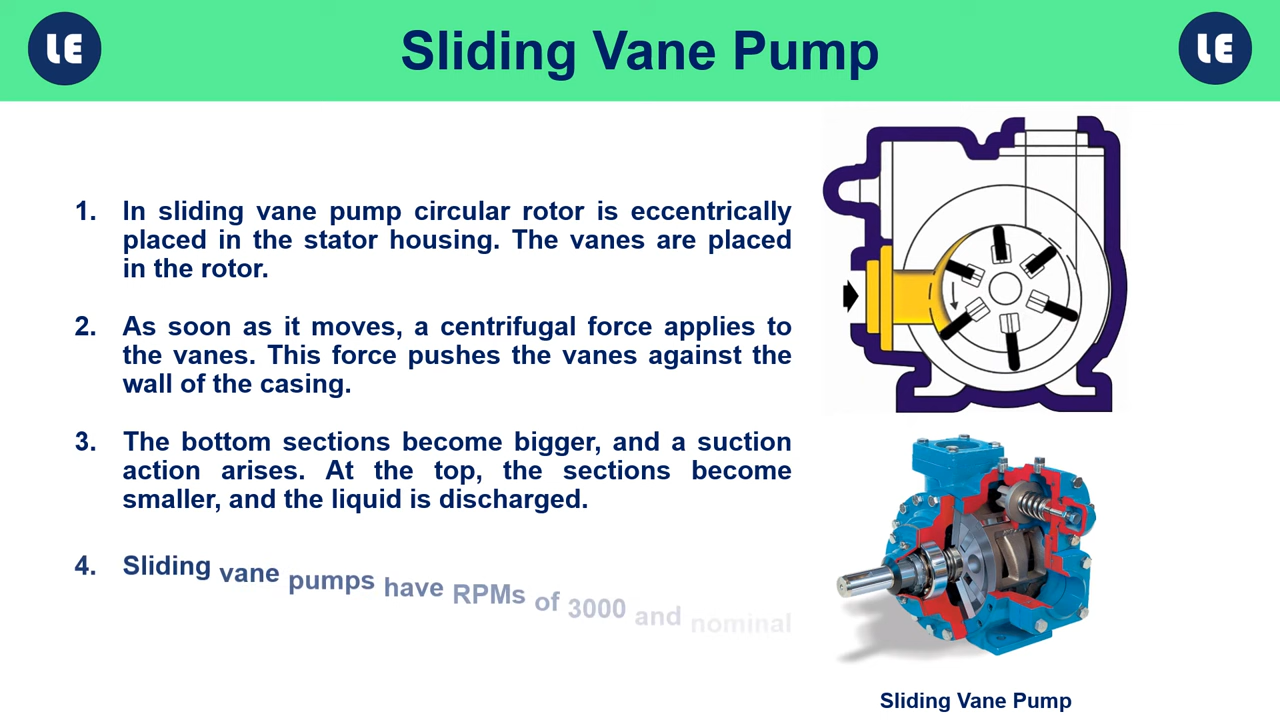 LE
Sliding Vane Pump
LE
1. In sliding vane pump circular rotor is eccentrically
placed in the stator housing. The vanes are placed
in the rotor.
2. As soon as it moves, a centrifugal force applies to
the vanes. This force pushes the vanes against the
wall of the casing.
3. The bottom sections become bigger, and a suction
action arises. At the top, the sections become
smaller, and the liquid is discharged.
4. Sliding vane pumps have RPMs of 3000 and nominal
Sliding Vane Pump